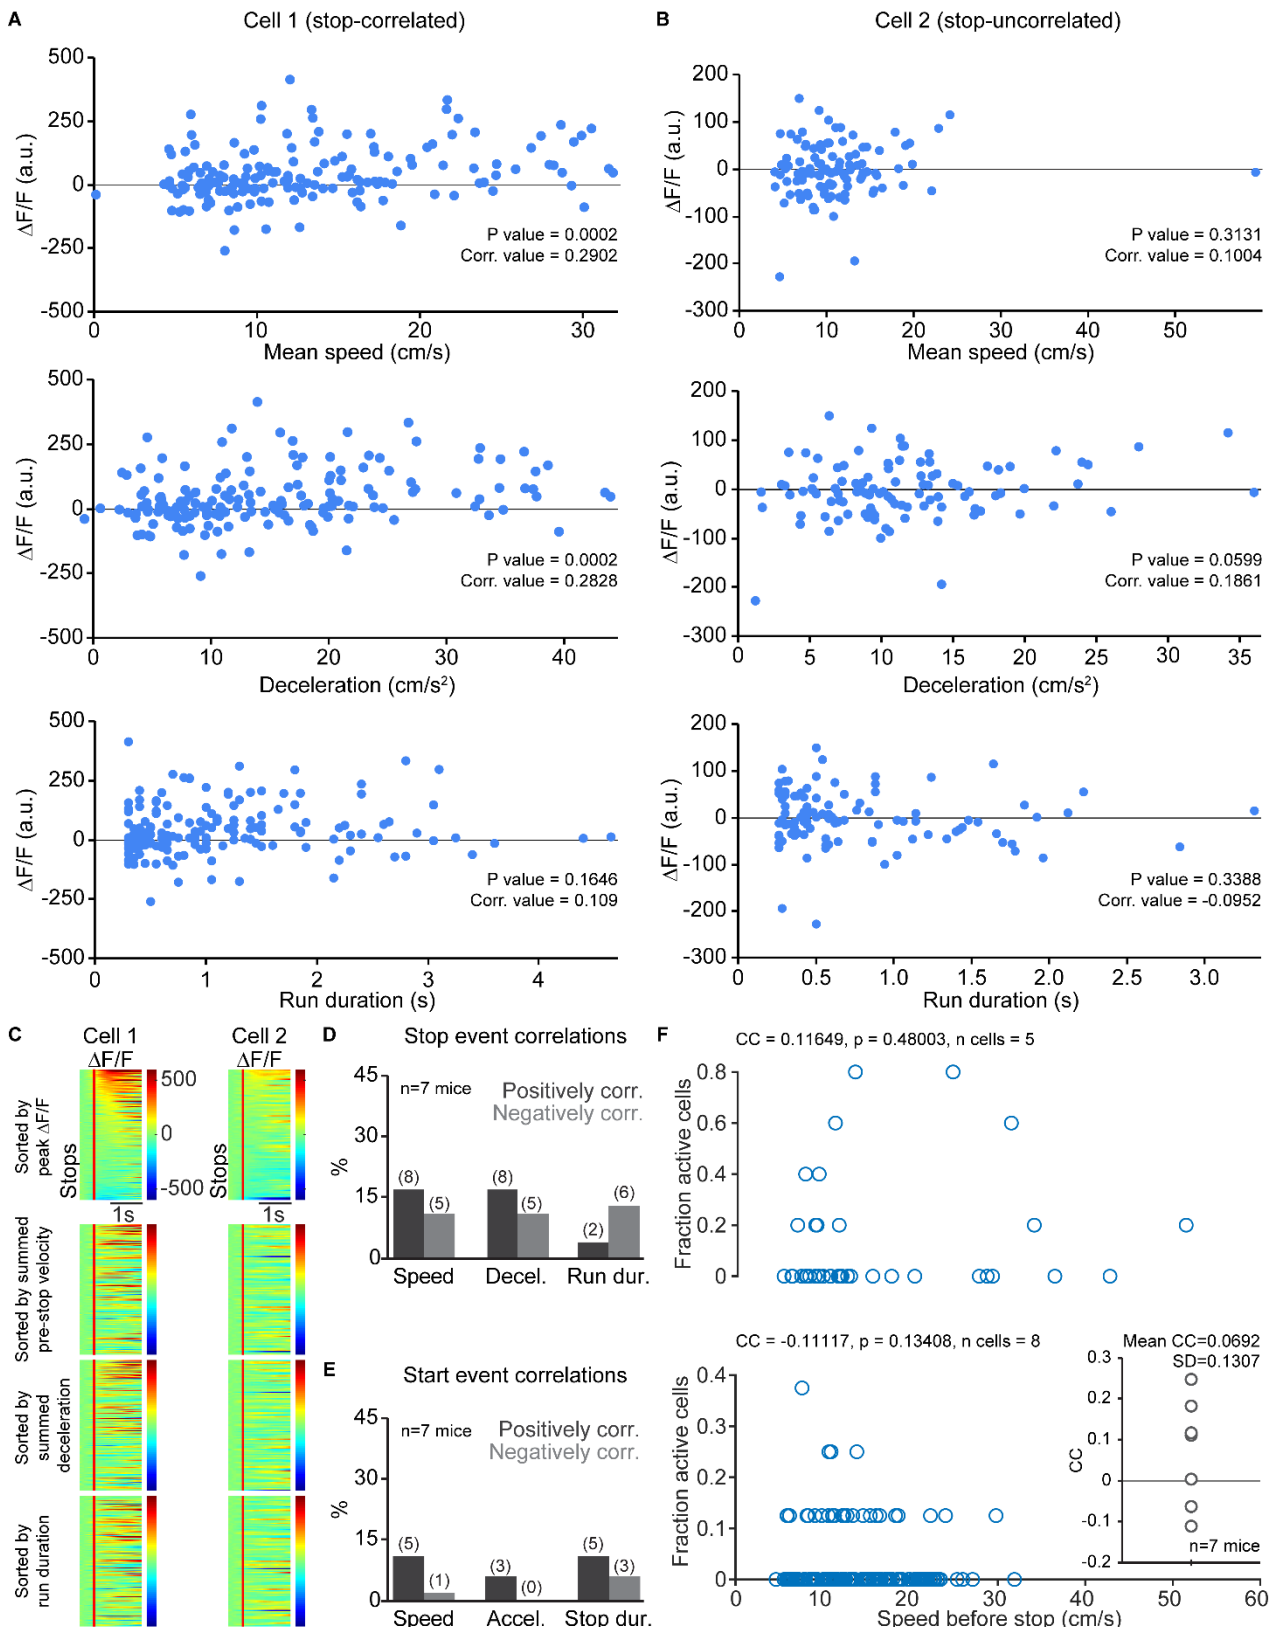 A
Cell 1 (stop-correlated)
500
250
0
-250
-500
ΔF/F (a.u.)
P value = 0.0002
Corr. value = 0.2902
0
10
20
30
Mean speed (cm/s)
500
250
0
-250
-500
ΔF/F (a.u.)
P value = 0.0002
Corr. value = 0.2828
0
10
20
30
40
Deceleration (cm/s²)
500
250
0
-250
-500
ΔF/F (a.u.)
P value = 0.1646
Corr. value = 0.109
0
1
2
3
4
Run duration (s)
B
Cell 2 (stop-uncorrelated)
200
100
0
-100
-200
-300
ΔF/F (a.u.)
P value = 0.3131
Corr. value = 0.1004
0
10
20
30
40
50
Mean speed (cm/s)
200
100
0
-100
-200
-300
ΔF/F (a.u.)
P value = 0.0599
Corr. value = 0.1861
0
5
10
15
20
25
30
35
Deceleration (cm/s²)
200
100
0
-100
-200
-300
ΔF/F (a.u.)
P value = 0.3388
Corr. value = -0.0952
0
0.5
1.0
1.5
2.0
2.5
3.0
Run duration (s)
C
Cell 1
ΔF/F
Cell 2
ΔF/F
500
0
-500
Stops
Stops
1s
1s
Sorted by
peak ΔF/F
Sorted by summed
pre-stop velocity
Sorted by
summed
deceleration
Sorted by
run duration
D
Stop event correlations
45
30
15
0
%
n=7 mice
Positively corr.
Negatively corr.
(8)
(5)
(8)
(5)
(2)
(6)
Speed
Decel.
Run dur.
E
Start event correlations
45
30
15
0
%
n=7 mice
Positively corr.
Negatively corr.
(5)
(1)
(3)
(0)
(5)
(3)
Speed
Accel.
Stop dur.
F
CC = 0.11649, p = 0.48003, n cells = 5
0.8
0.6
0.4
0.2
0
Fraction active cells
CC = -0.11117, p = 0.13408, n cells = 8
0.4
0.3
0.2
0.1
0
Fraction active cells
0
10
20
30
40
50
60
Speed before stop (cm/s)
Mean CC=0.0692
SD=0.1307
0.3
0.2
0.1
0
-0.1
-0.2
CC
n=7 mice